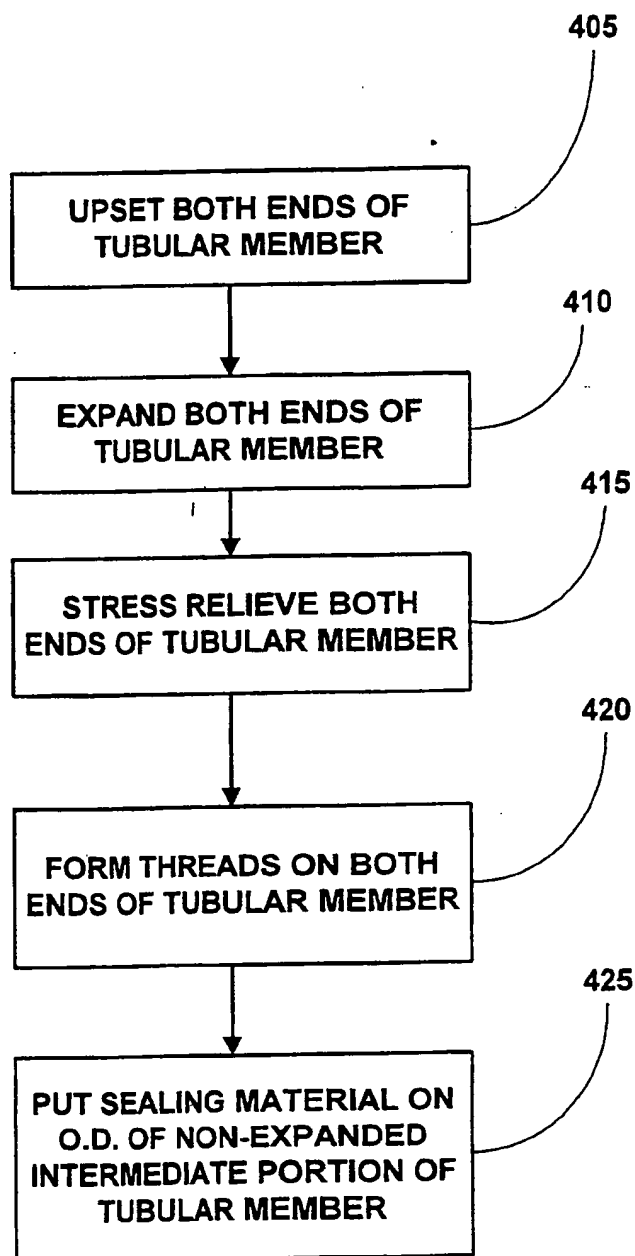 405
UPSET BOTH ENDS OF
TUBULAR MEMBER
410
EXPAND BOTH ENDS OF
TUBULAR MEMBER
415
STRESS RELIEVE BOTH
ENDS OF TUBULAR MEMBER
420
FORM THREADS ON BOTH
ENDS OF TUBULAR MEMBER
425
PUT SEALING MATERIAL ON
O.D. OF NON-EXPANDED
INTERMEDIATE PORTION OF
TUBULAR MEMBER